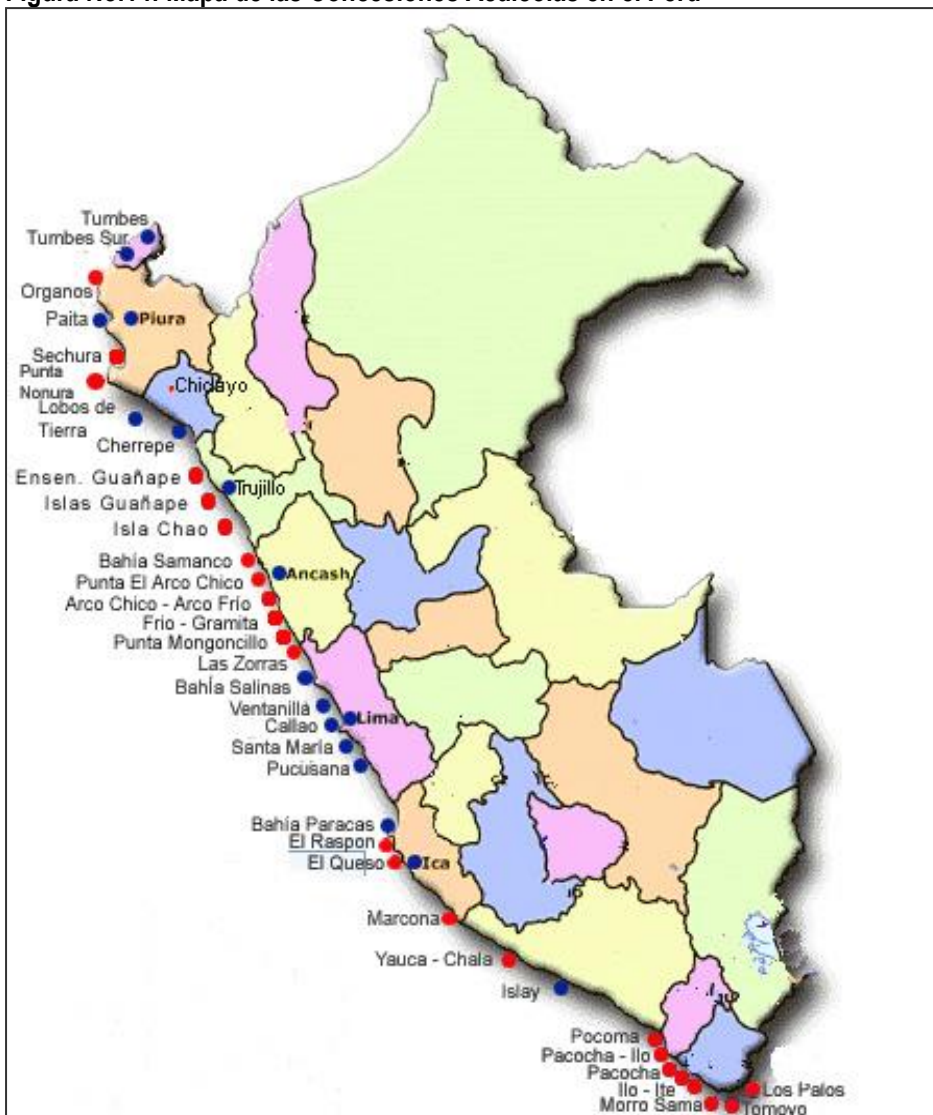 Tumbes
Tumbes Sur
Organos
Paita
Piura
Sechura
Punta
Nonura
Chiclayo
Lobos de
Tierra
Cherrepe
Ensen. Guañape
Trujillo
Islas Guañape
Isla Chao
Bahía Samanco
Ancash
Punta El Arco Chico
Arco Chico - Arco Frío
Frio - Gramita
Punta Mongoncillo
Las Zorras
Bahía Salinas
Ventanilla
Lima
Callao
Santa María
Pucusana
Bahía Paracas
El Raspon
El Queso
Ica
Marcona
Yauca - Chala
Islay
Pocoma
Pacocha - Ilo
Pacocha
Ilo - Ite
Los Palos
Morro Sama
Tomoyo